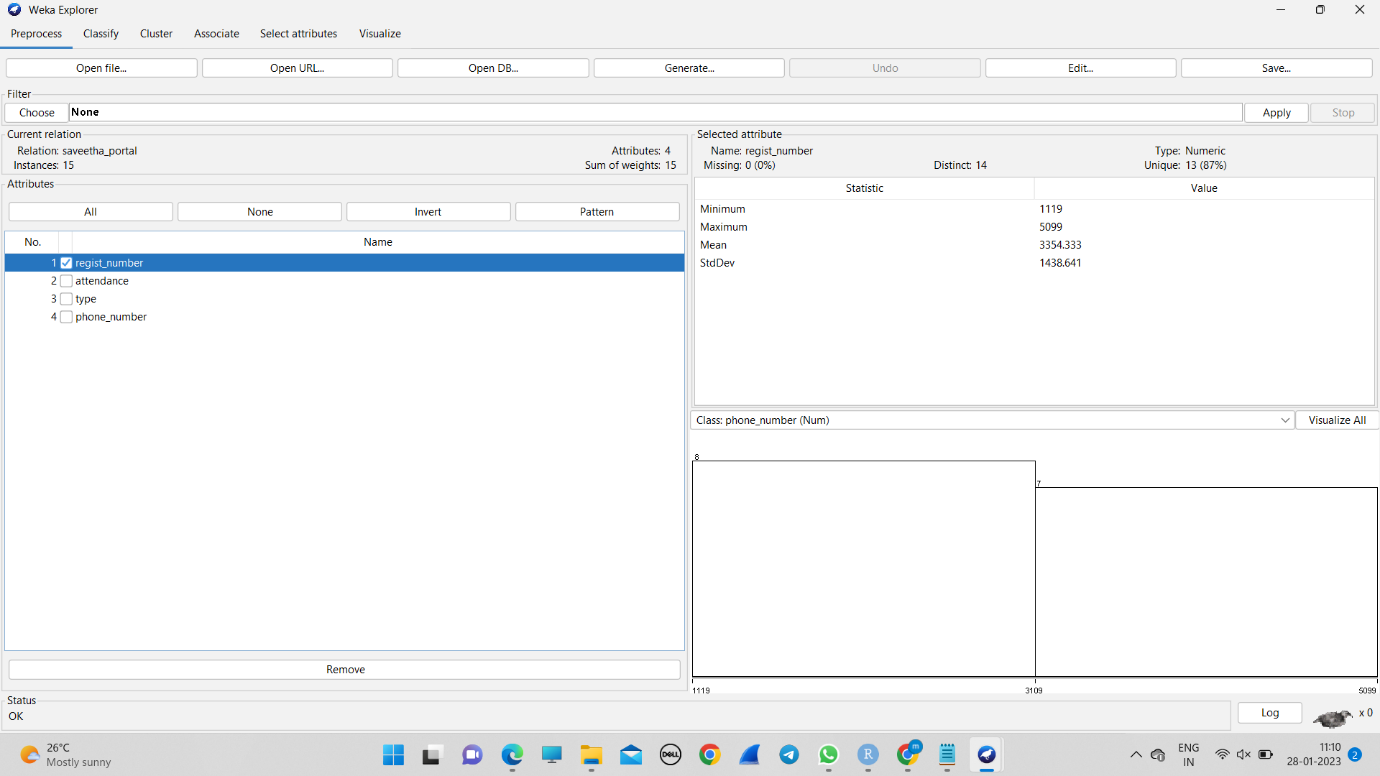 Weka Explorer
Preprocess Classify Cluster Associate Select attributes Visualize
Open file... Open URL... Open DB... Generate... Undo Edit... Save...
Filter
Choose None Apply Stop
Current relation
Relation: saveetha_portal Attributes: 4
Instances: 15 Sum of weights: 15
Attributes
All None Invert Pattern
No. Name
1 regist_number
2 attendance
3 type
4 phone_number
Remove
Selected attribute
Name: regist_number Type: Numeric
Missing: 0 (0%) Distinct: 14 Unique: 13 (87%)
Statistic Value
Minimum 1119
Maximum 5099
Mean 3354.333
StdDev 1438.641
Class: phone_number (Num) Visualize All
8
7
1119 3109 5099
Status
OK
Log x 0
26°C
Mostly sunny
DELL
R
m
ENG
IN
11:10
28-01-2023
2